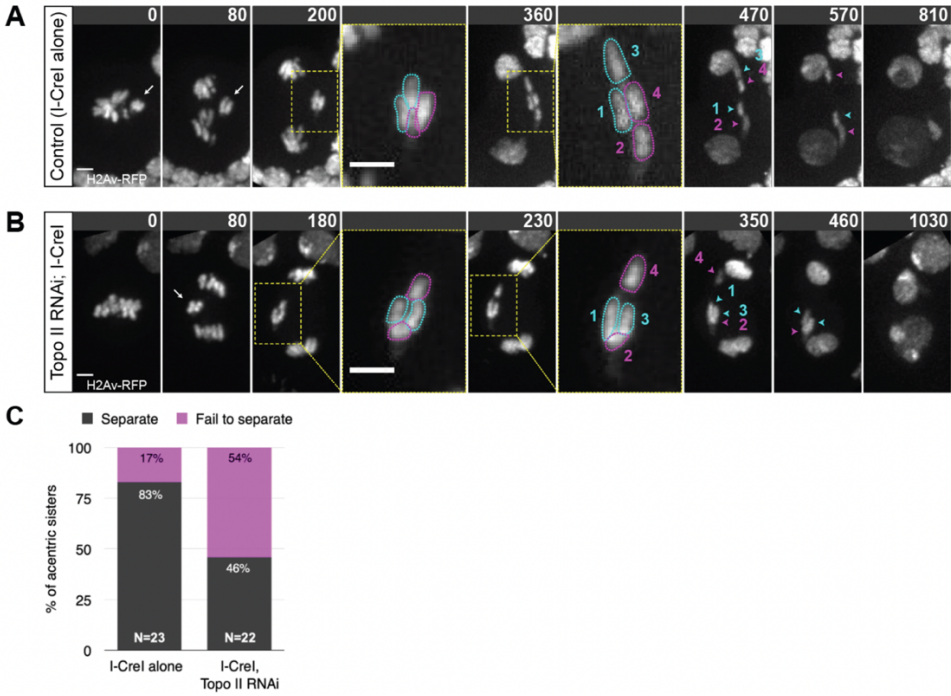 A
Control (I-CreI alone)
0
80
200
360
470
570
810
H2Av-RFP
3
1
4
2
3
4
1
2
B
Topo II RNAi; I-CreI
0
80
180
230
350
460
1030
H2Av-RFP
4
1
3
2
4
1
3
2
C
Separate
Fail to separate
% of acentric sisters
100
75
50
25
0
17%
83%
N=23
54%
46%
N=22
I-CreI alone
I-CreI,
Topo II RNAi